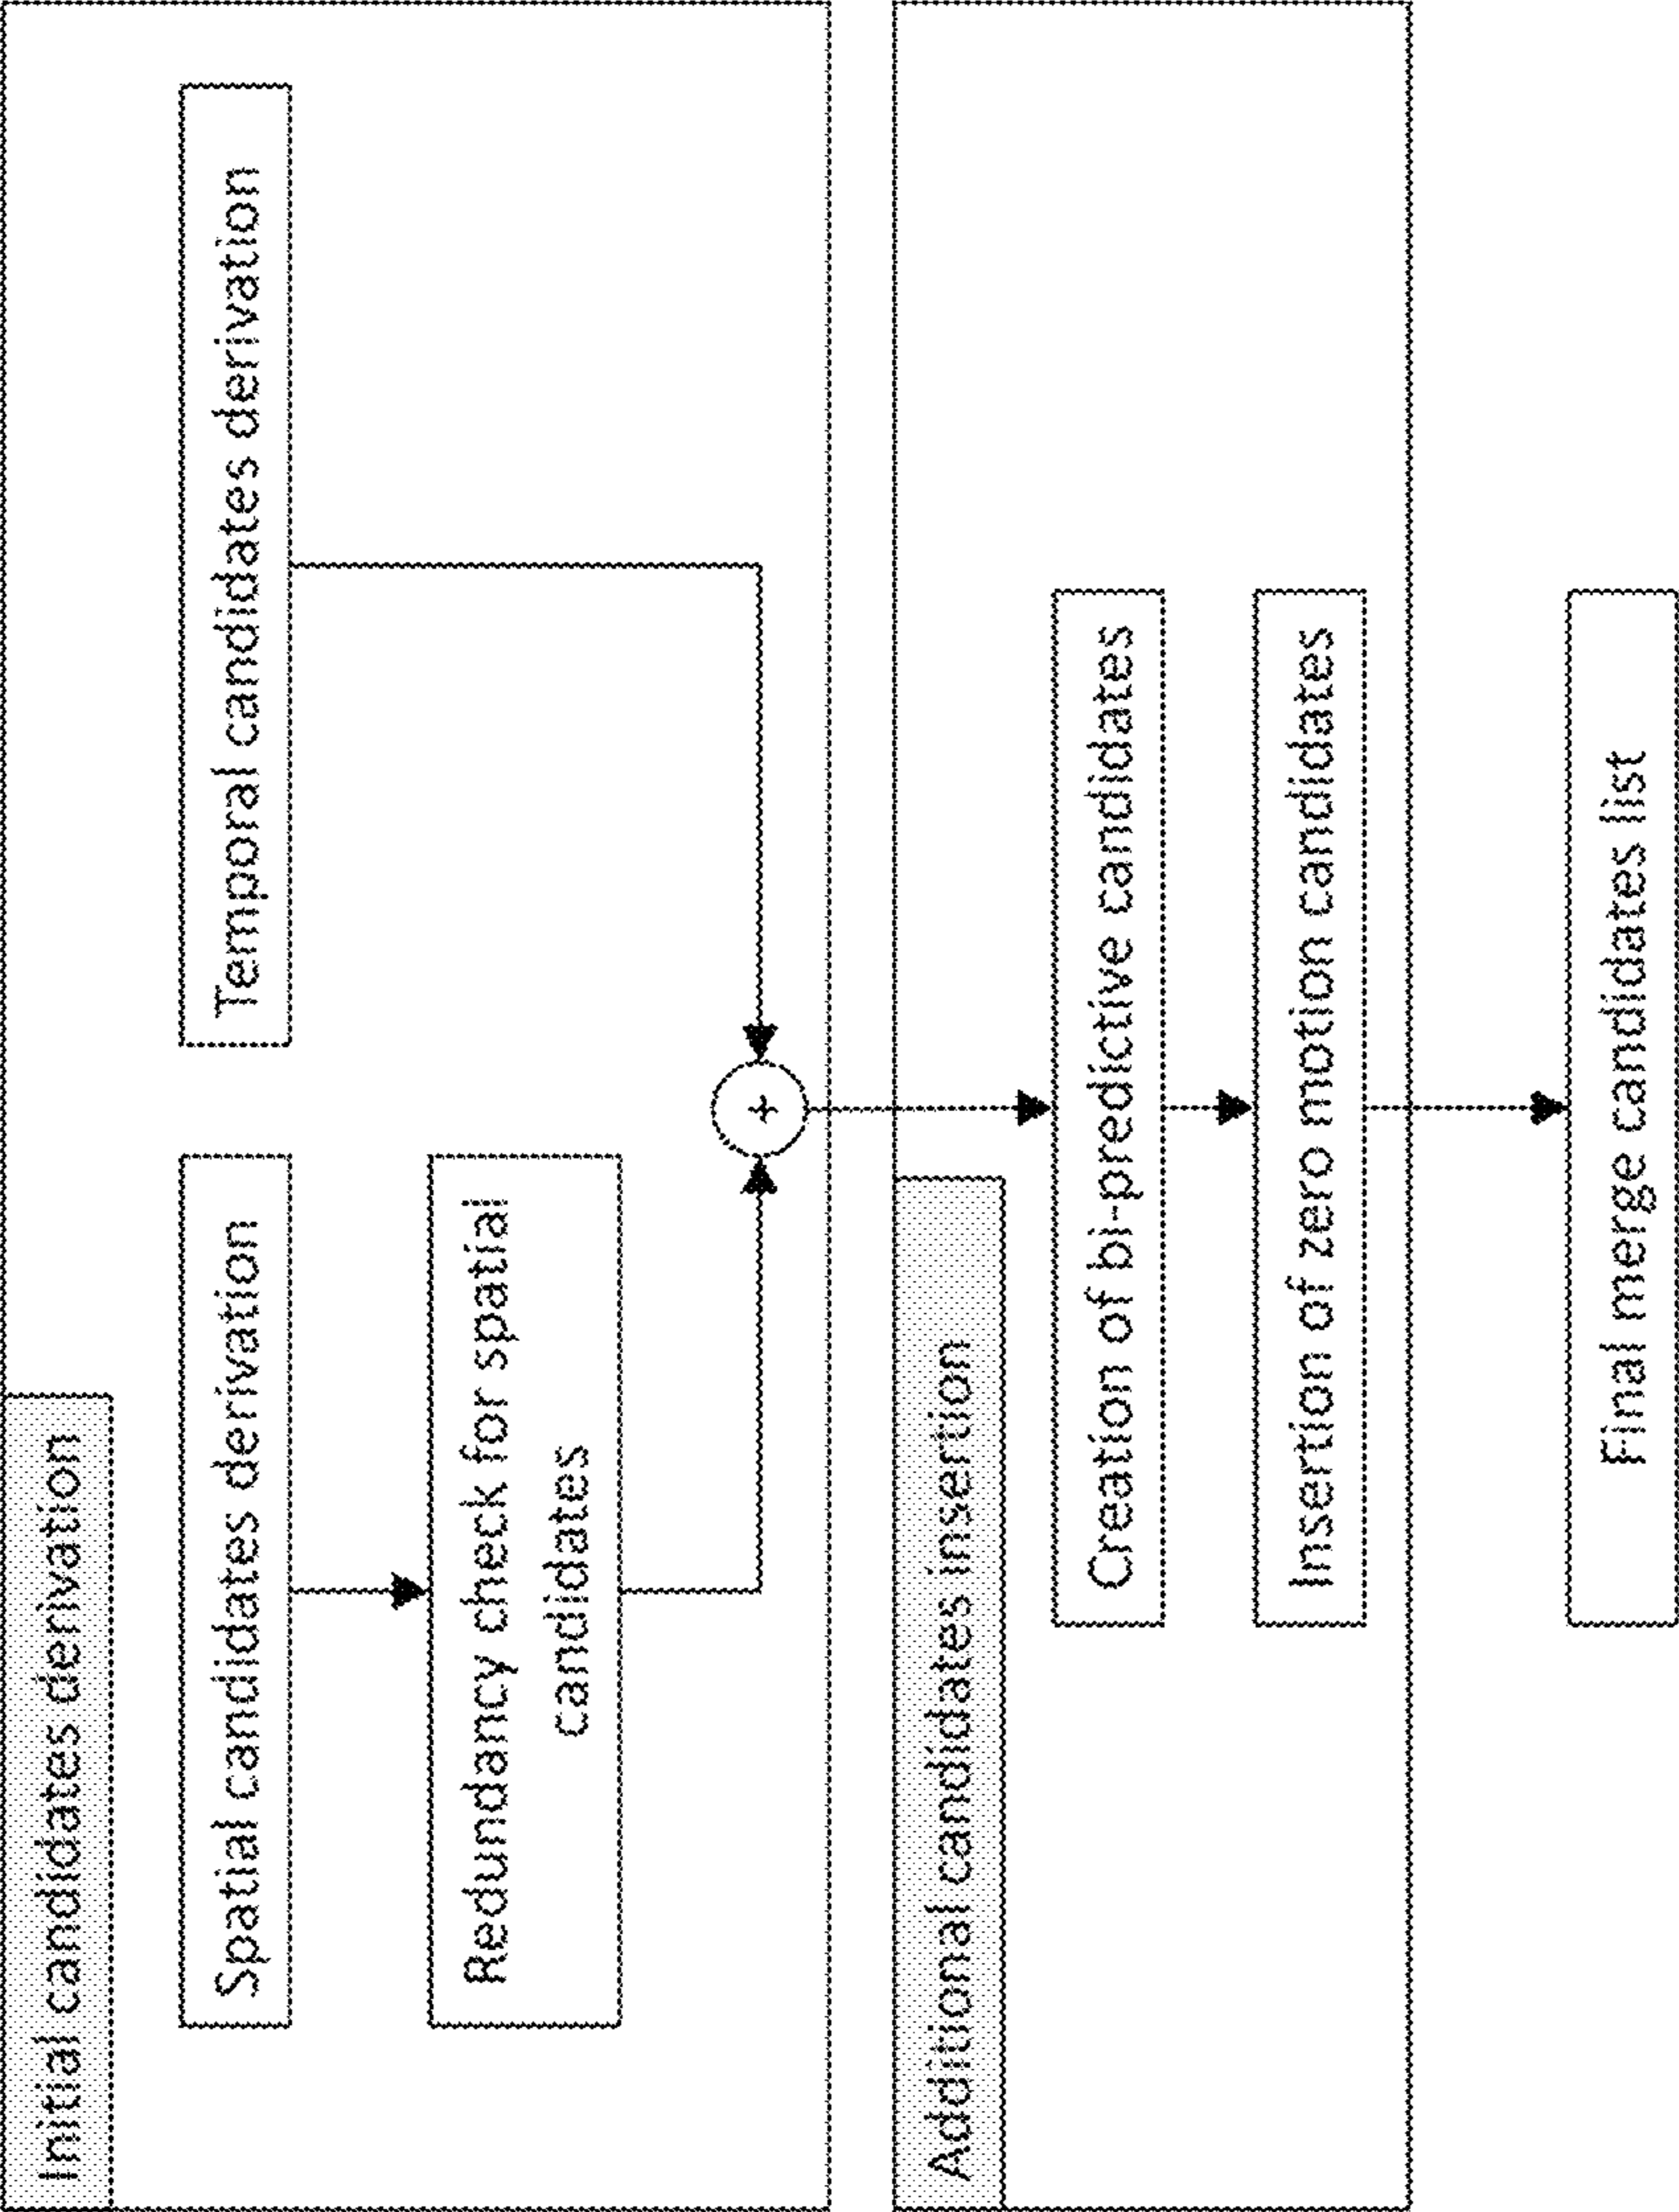 Initial candidates derivation
Spatial candidates derivation
Temporal candidates derivation
Redundancy check for spatial
candidates
+
Additional candidates insertion
Creation of bi-predictive candidates
Insertion of zero motion candidates
Final merge candidates list